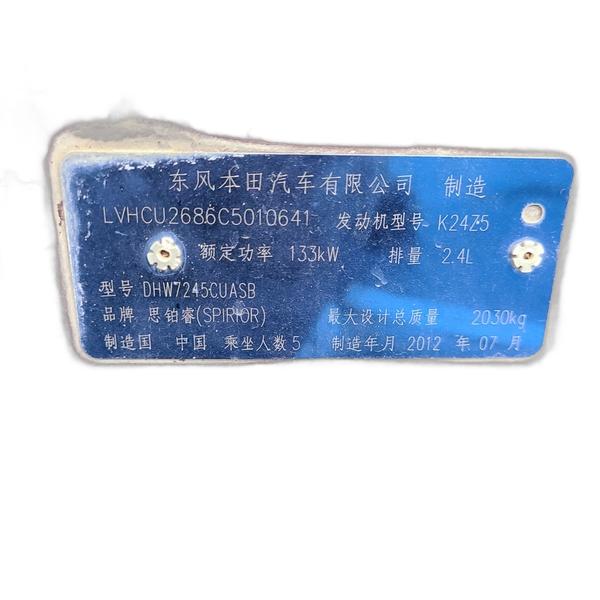 东风本田汽车有限公司 制造
LVHCU2686C5010641 发动机型号 K24Z5
额定功率 133kW 排量 2.4L
型号 DHW7245CUASB
品牌 思铂睿(SPIRIOR) 最大设计总质量 2030kg
制造国 中国 乘坐人数5 制造年月 2012 年 07 月